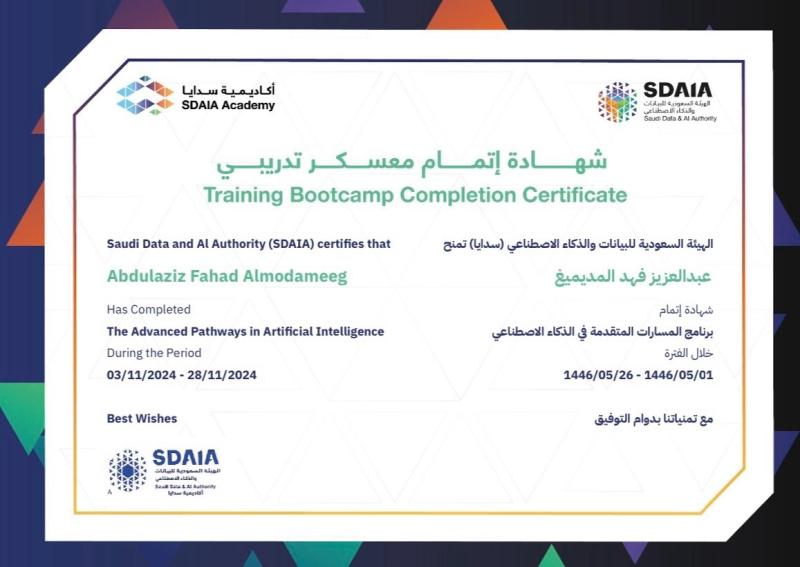 أكاديمية سدايا
SDAIA Academy
SDAIA
الهيئة السعودية للبيانات
والذكاء الاصطناعي
Saudi Data & AI Authority
شهـــــادة إتمـــــام معســـكـــر تدريبـــــي
Training Bootcamp Completion Certificate
Saudi Data and AI Authority (SDAIA) certifies that
الهيئة السعودية للبيانات والذكاء الاصطناعي (سدايا) تمنح
Abdulaziz Fahad Almodameeg
عبدالعزيز فهد المديميغ
Has Completed
شهادة إتمام
The Advanced Pathways in Artificial Intelligence
برنامج المسارات المتقدمة في الذكاء الاصطناعي
During the Period
خلال الفترة
03/11/2024 - 28/11/2024
1446/05/26 - 1446/05/01
Best Wishes
مع تمنياتنا بدوام التوفيق
SDAIA
الهيئة السعودية للبيانات
والذكاء الاصطناعي
Saudi Data & AI Authority
أكاديمية سدايا
A